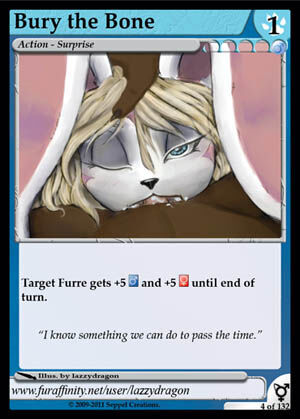 Bury the Bone
1
Action - Surprise
Target Furre gets +5 ♂ and +5 ♀ until end of
turn.
“I know something we can do to pass the time.”
Illus. by lazzydragon
www.furaffinity.net/user/lazzydragon
© 2009-2011 Seppel Creations.
4 of 132